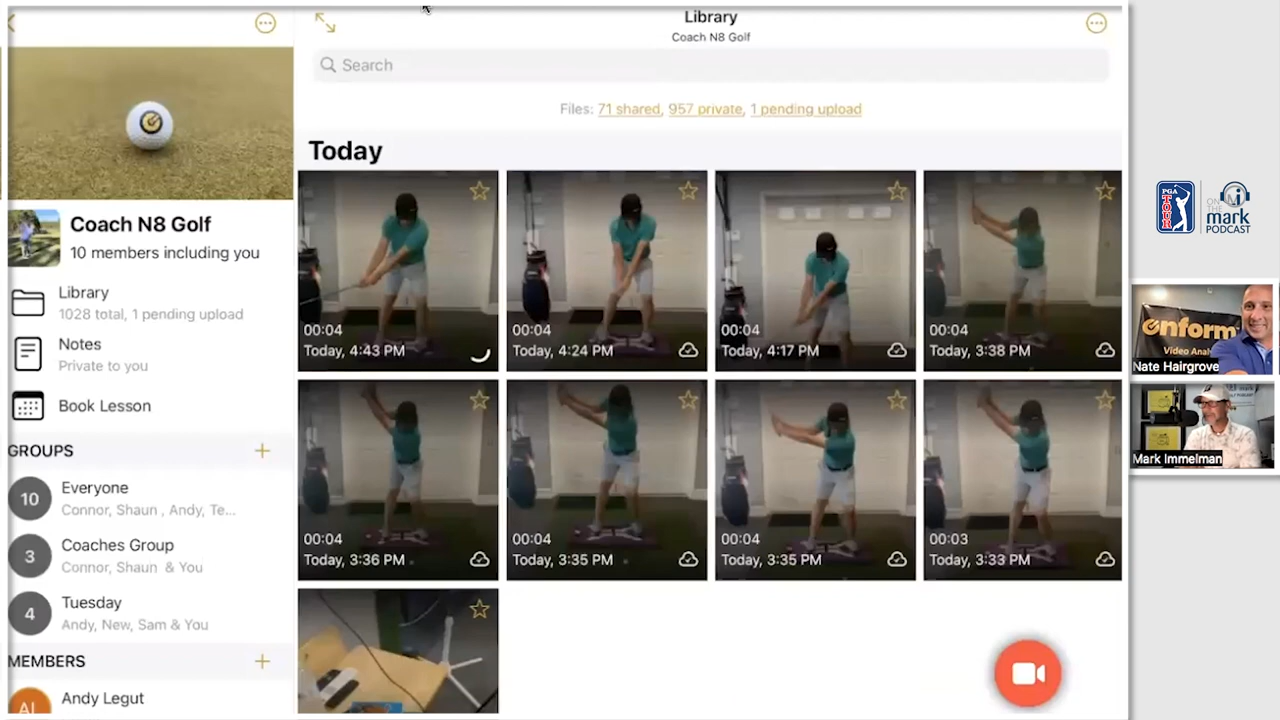 Library
Coach N8 Golf
Search
Files: 71 shared, 957 private, 1 pending upload
Today
Coach N8 Golf
10 members including you
Library
1028 total, 1 pending upload
Notes
Private to you
Book Lesson
GROUPS
10
Everyone
Connor, Shaun , Andy, Te...
3
Coaches Group
Connor, Shaun & You
4
Tuesday
Andy, New, Sam & You
MEMBERS
AL
Andy Legut
00:04
Today, 4:43 PM
00:04
Today, 4:24 PM
00:04
Today, 4:17 PM
00:04
Today, 3:38 PM
00:04
Today, 3:36 PM
00:04
Today, 3:35 PM
00:04
Today, 3:35 PM
00:03
Today, 3:33 PM
PGA
TOUR
ON
THE
mark
PODCAST
onform
Video
Nate Hairgrove
Mark Immelman